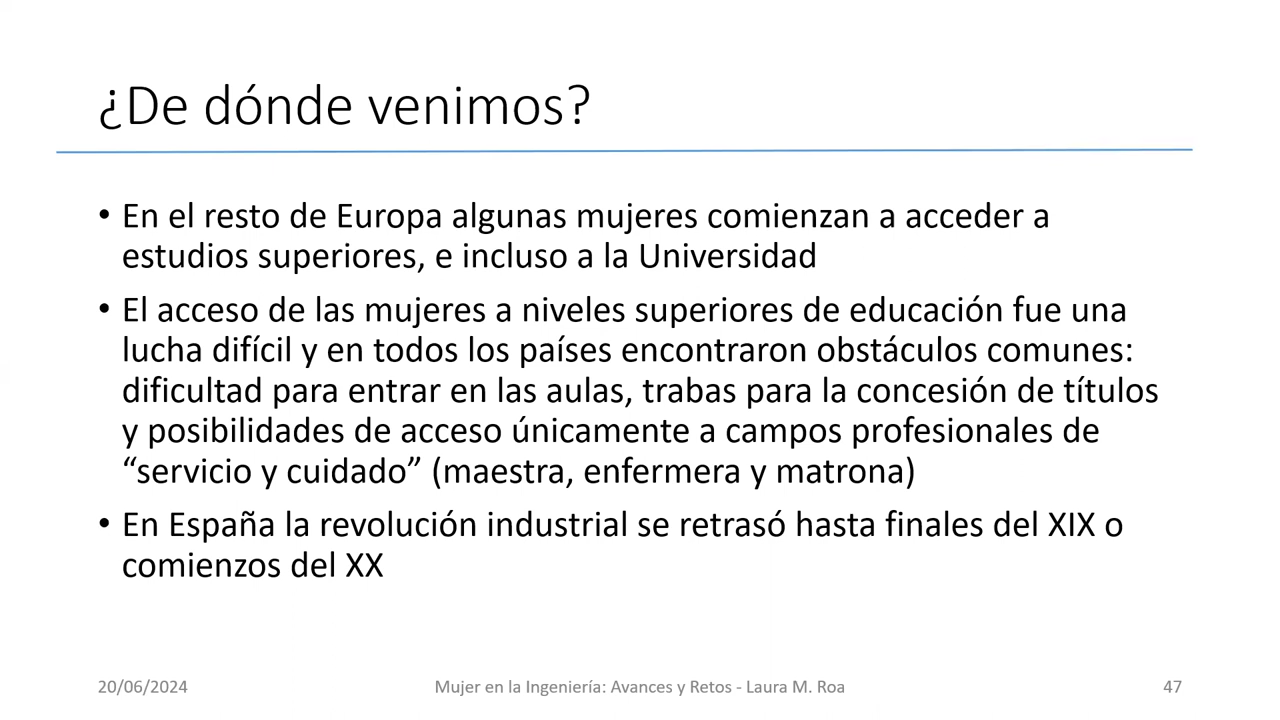 ¿De dónde venimos?
• En el resto de Europa algunas mujeres comienzan a acceder a
estudios superiores, e incluso a la Universidad
• El acceso de las mujeres a niveles superiores de educación fue una
lucha difícil y en todos los países encontraron obstáculos comunes:
dificultad para entrar en las aulas, trabas para la concesión de títulos
y posibilidades de acceso únicamente a campos profesionales de
“servicio y cuidado” (maestra, enfermera y matrona)
• En España la revolución industrial se retrasó hasta finales del XIX o
comienzos del XX
20/06/2024 Mujer en la Ingeniería: Avances y Retos - Laura M. Roa 47